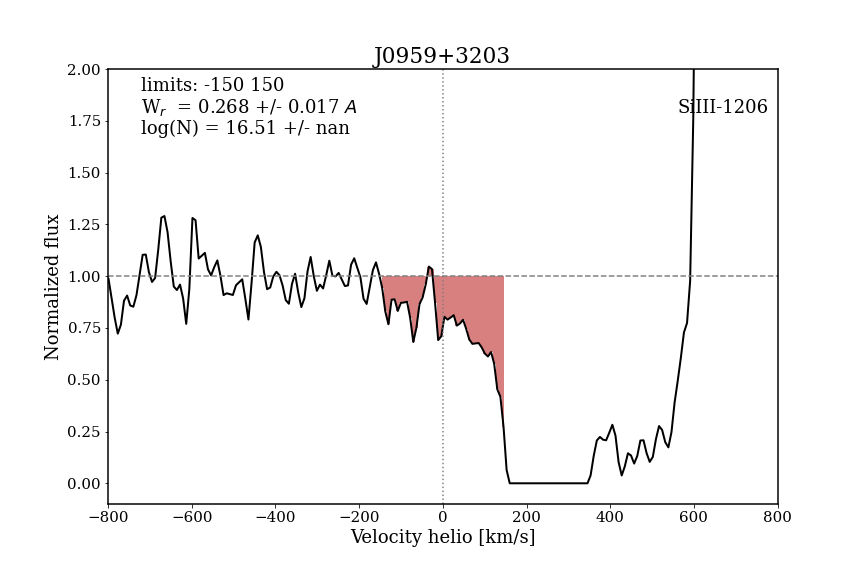 J0959+3203
limits: -150 150
Wr = 0.268 +/- 0.017 A
log(N) = 16.51 +/- nan
SiIII-1206
Normalized flux
2.00
1.75
1.50
1.25
1.00
0.75
0.50
0.25
0.00
−800 −600 −400 −200 0 200 400 600 800
Velocity helio [km/s]